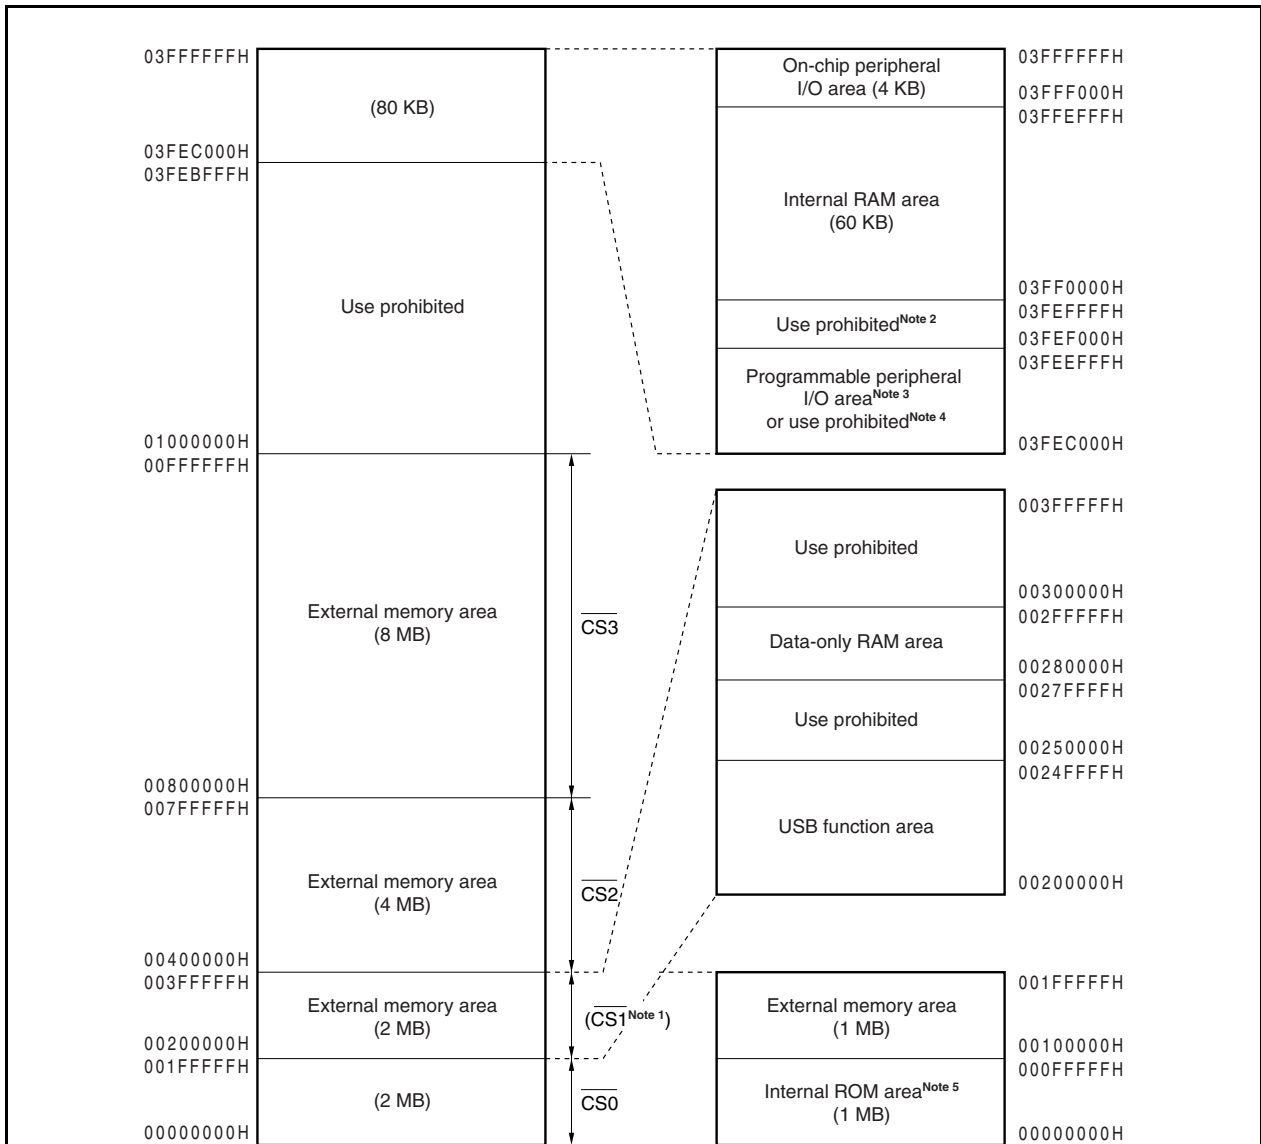 03FFFFFFH
(80 KB)
03FEC000H
03FEBFFFH
Use prohibited
01000000H
00FFFFFFH
External memory area
(8 MB)
CS3
00800000H
007FFFFFH
External memory area
(4 MB)
CS2
00400000H
003FFFFFH
External memory area
(2 MB)
(CS1Note 1)
00200000H
001FFFFFH
(2 MB)
CS0
00000000H
On-chip peripheral
I/O area (4 KB)
03FFFFFFH
03FFF000H
03FFEFFFH
Internal RAM area
(60 KB)
03FF0000H
03FEFFFFH
Use prohibitedNote 2
03FEF000H
03FEEFFFH
Programmable peripheral
I/O areaNote 3
or use prohibitedNote 4
03FEC000H
003FFFFFH
Use prohibited
00300000H
002FFFFFH
Data-only RAM area
00280000H
0027FFFFH
Use prohibited
00250000H
0024FFFFH
USB function area
00200000H
001FFFFFH
External memory area
(1 MB)
00100000H
000FFFFFH
Internal ROM areaNote 5
(1 MB)
00000000H